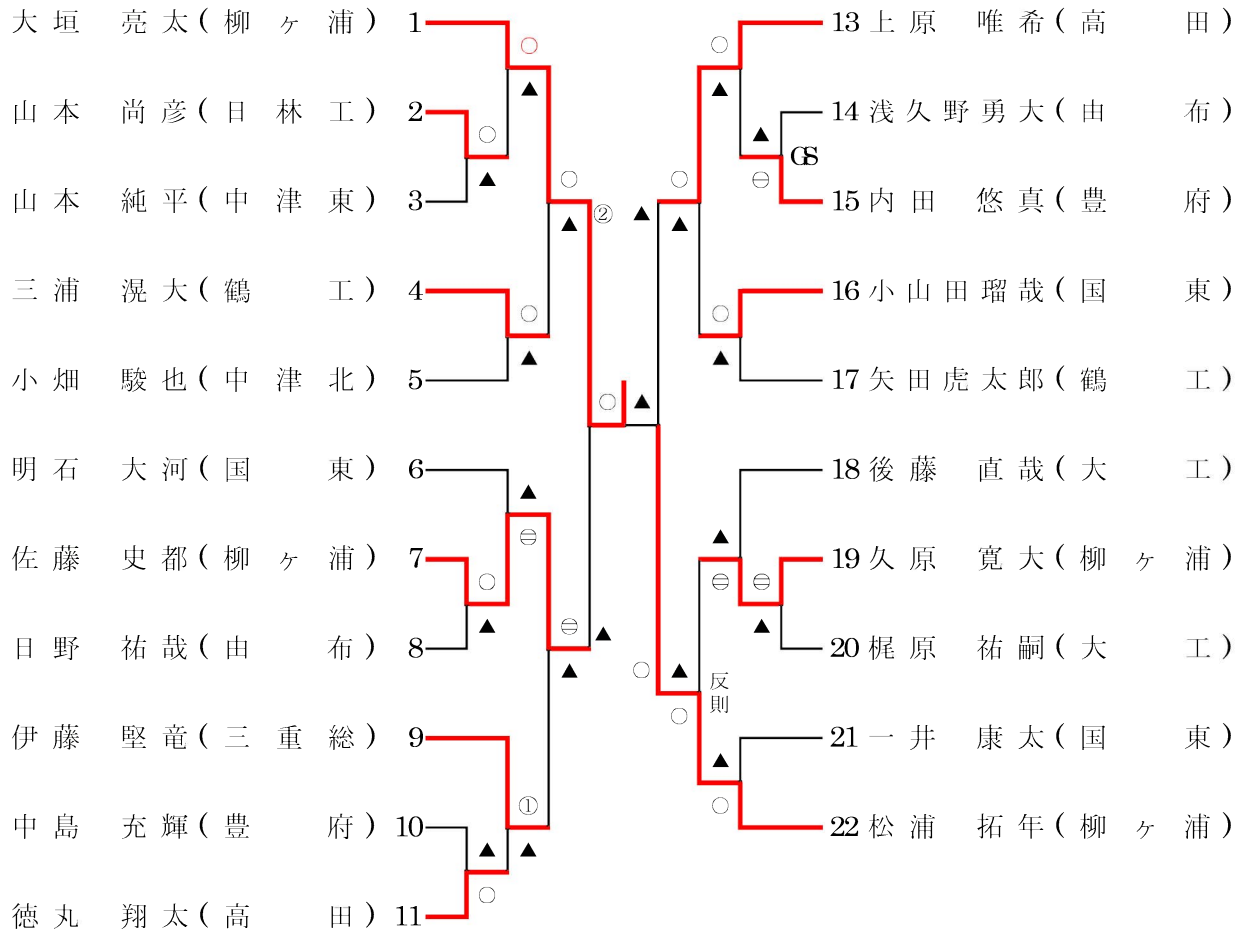 大垣 亮太(柳ヶ浦) 1
山本 尚彦(日林工) 2
山本 純平(中津東) 3
三浦 滉大(鶴工) 4
小畑 駿也(中津北) 5
明石 大河(国東) 6
佐藤 史都(柳ヶ浦) 7
日野 祐哉(由布) 8
伊藤 堅竜(三重総) 9
中島 充輝(豊府) 10
徳丸 翔太(高田) 11
②
①
13 上原 唯希(高田)
14 浅久野勇大(由布)
GS
15 内田 悠真(豊府)
16 小山田瑠哉(国東)
17 矢田虎太郎(鶴工)
18 後藤 直哉(大工)
19 久原 寛大(柳ヶ浦)
20 梶原 祐嗣(大工)
反則
21 一井 康太(国東)
22 松浦 拓年(柳ヶ浦)